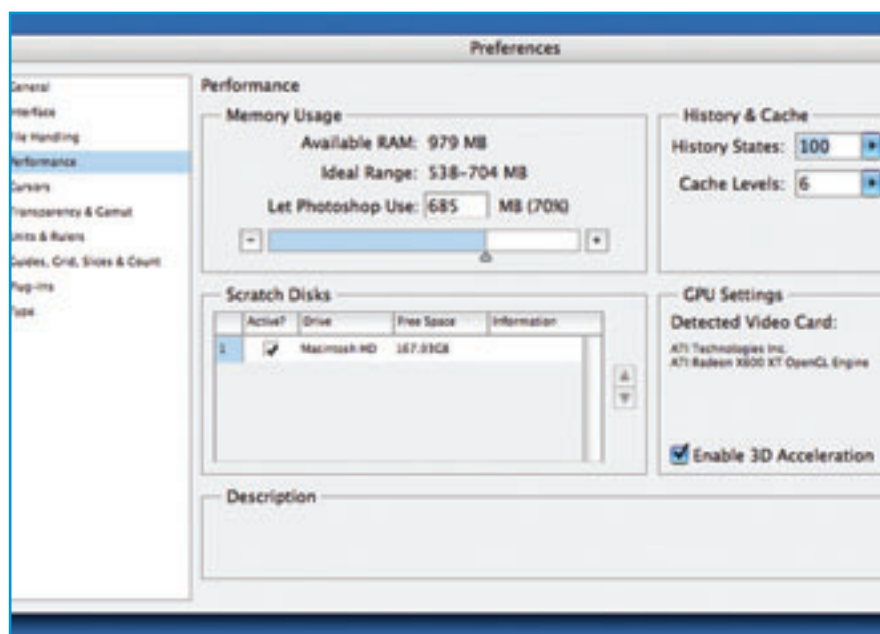 Preferences
General
Interface
File Handling
Performance
Cursors
Transparency & Gamut
Units & Rulers
Guides, Grid, Slices & Count
Plug-ins
Type
Performance
Memory Usage
Available RAM: 979 MB
Ideal Range: 538-704 MB
Let Photoshop Use: 685 MB (70%)
- +
History & Cache
History States: 100
Cache Levels: 6
Scratch Disks
Active? Drive Free Space Information
1 Macintosh HD 167.93GB
GPU Settings
Detected Video Card:
ATI Technologies Inc.
ATI Radeon X600 XT OpenGL Engine
Enable 3D Acceleration
Description